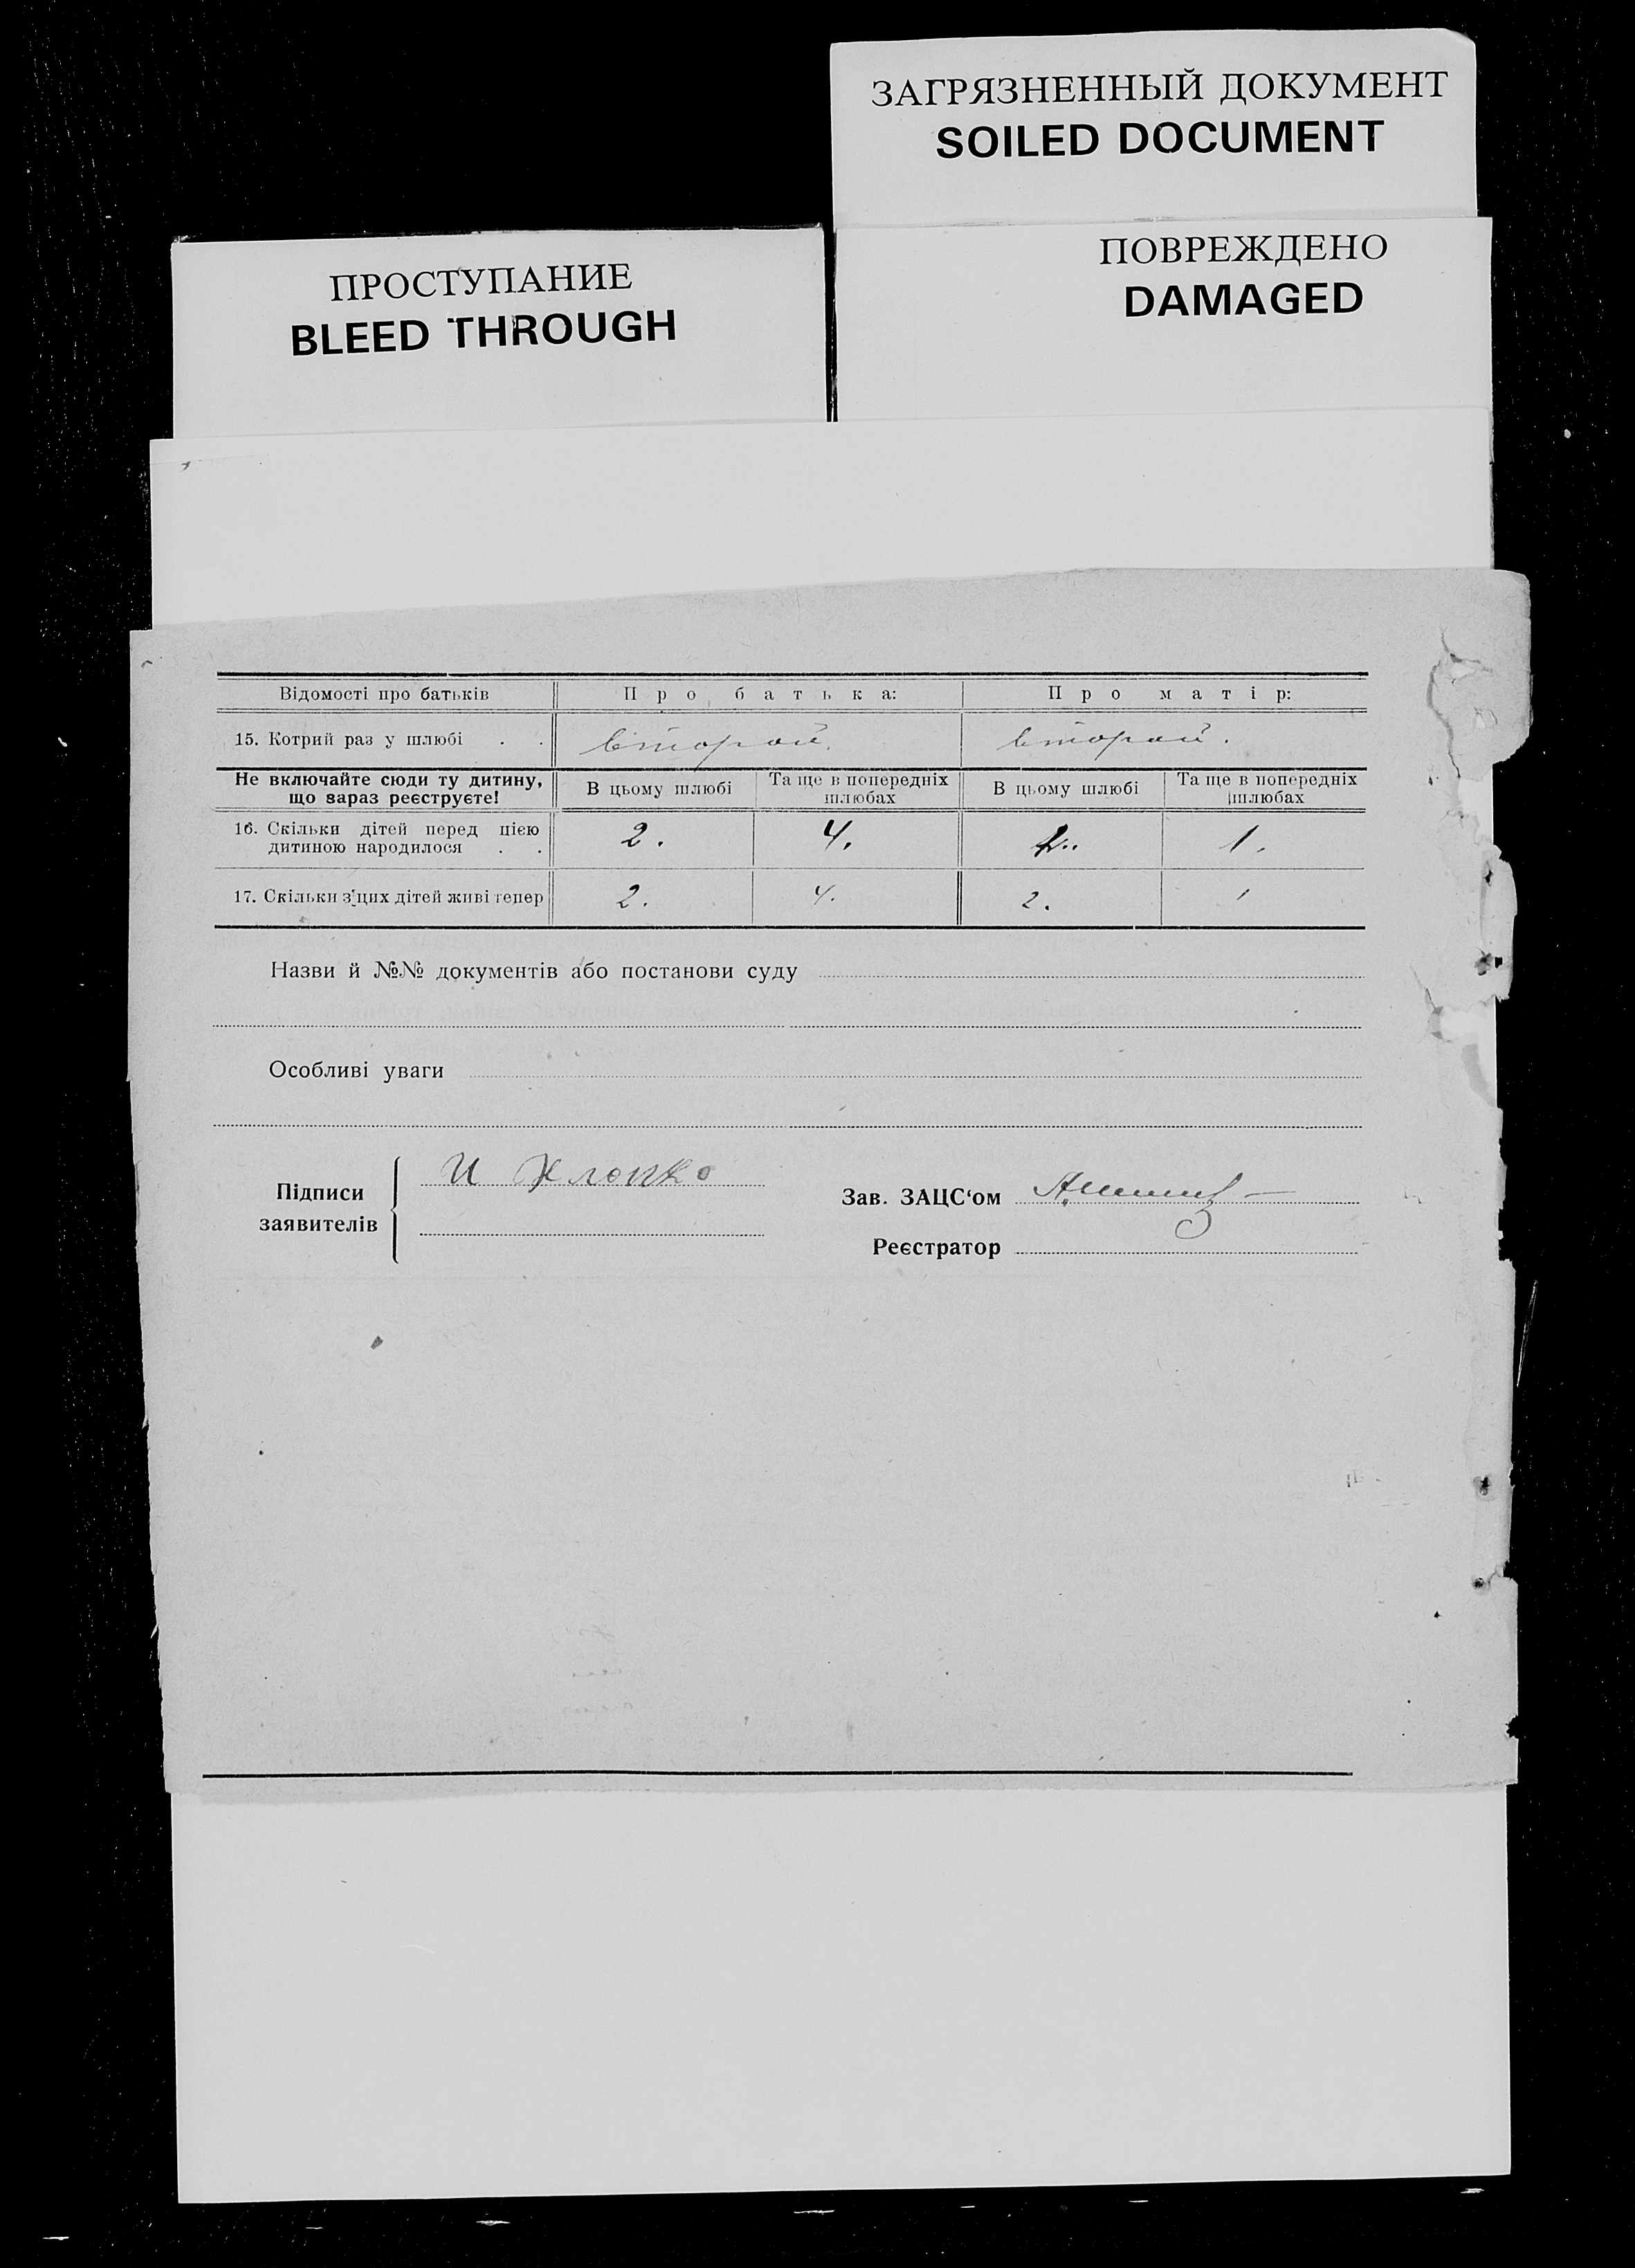 ЗАГРЯЗНЕННЫЙ ДОКУМЕНТ
SOILED DOCUMENT
ПОВРЕЖДЕНО
DAMAGED
ПРОСТУПАНИЕ
BLEED THROUGH
Відомості про батьків Про батька: Про матір:
15. Котрий раз у шлюбі . . второй. второй.
Не включайте сюди ту дитину, що зараз реєструєте! В цьому шлюбі Та ще в попередніх шлюбах В цьому шлюбі Та ще в попередніх шлюбах
16. Скільки дітей перед цією
дитиною народилося . . 2. 4. 2. 1.
17. Скільки з цих дітей живі тепер 2. 4. 2. 1
Назви й №№ документів або постанови суду
Особливі уваги
Підписи
заявителів
И Хлопко
Зав. ЗАЦС‘ом
Реєстратор